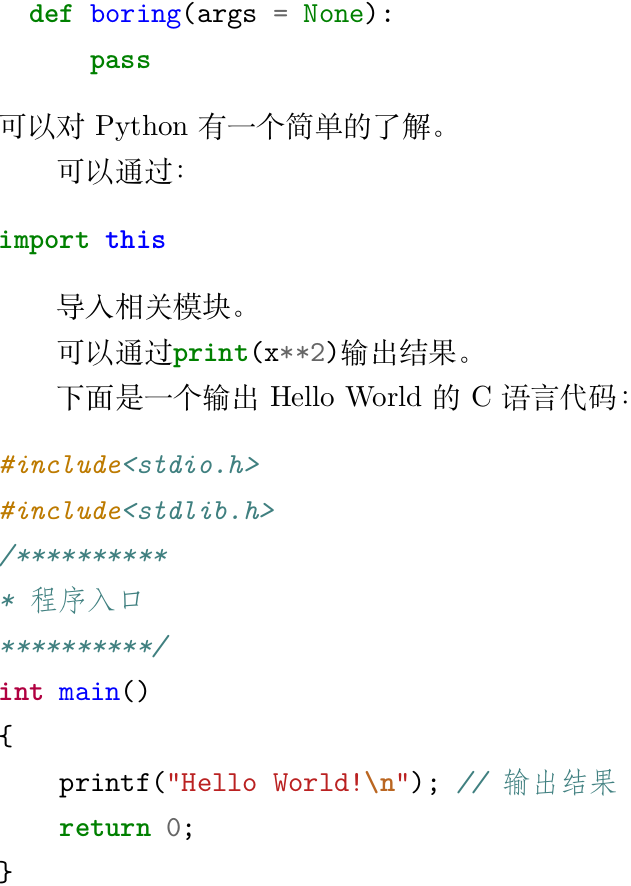 def boring(args = None):
pass
可以对 Python 有一个简单的了解。
可以通过：
import this
导入相关模块。
可以通过print(x**2)输出结果。
下面是一个输出 Hello World 的 C 语言代码：
#include<stdio.h>
#include<stdlib.h>
/**********
* 程序入口
**********/
int main()
{
printf("Hello World!\n"); // 输出结果
return 0;
}